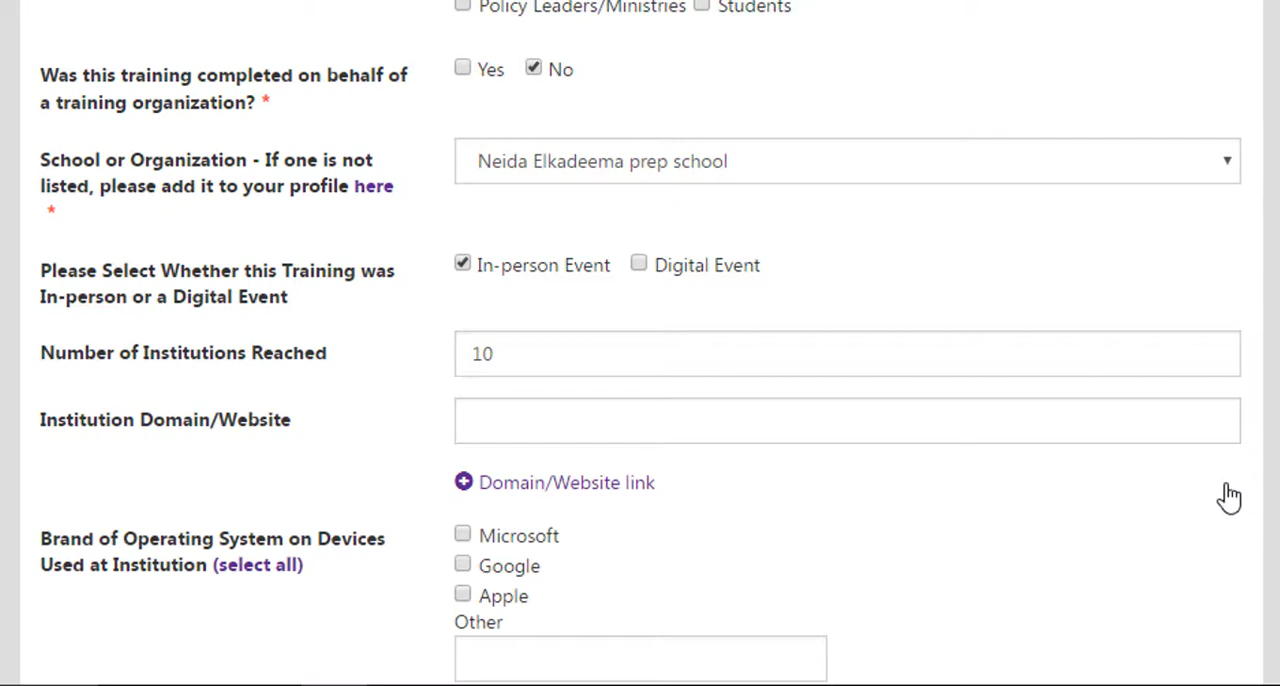 Policy Leaders/Ministries Students
Was this training completed on behalf of
a training organization? *
Yes No
School or Organization - If one is not
listed, please add it to your profile here
*
Neida Elkadeema prep school
Please Select Whether this Training was
In-person or a Digital Event
In-person Event Digital Event
Number of Institutions Reached
10
Institution Domain/Website
Domain/Website link
Brand of Operating System on Devices
Used at Institution (select all)
Microsoft
Google
Apple
Other